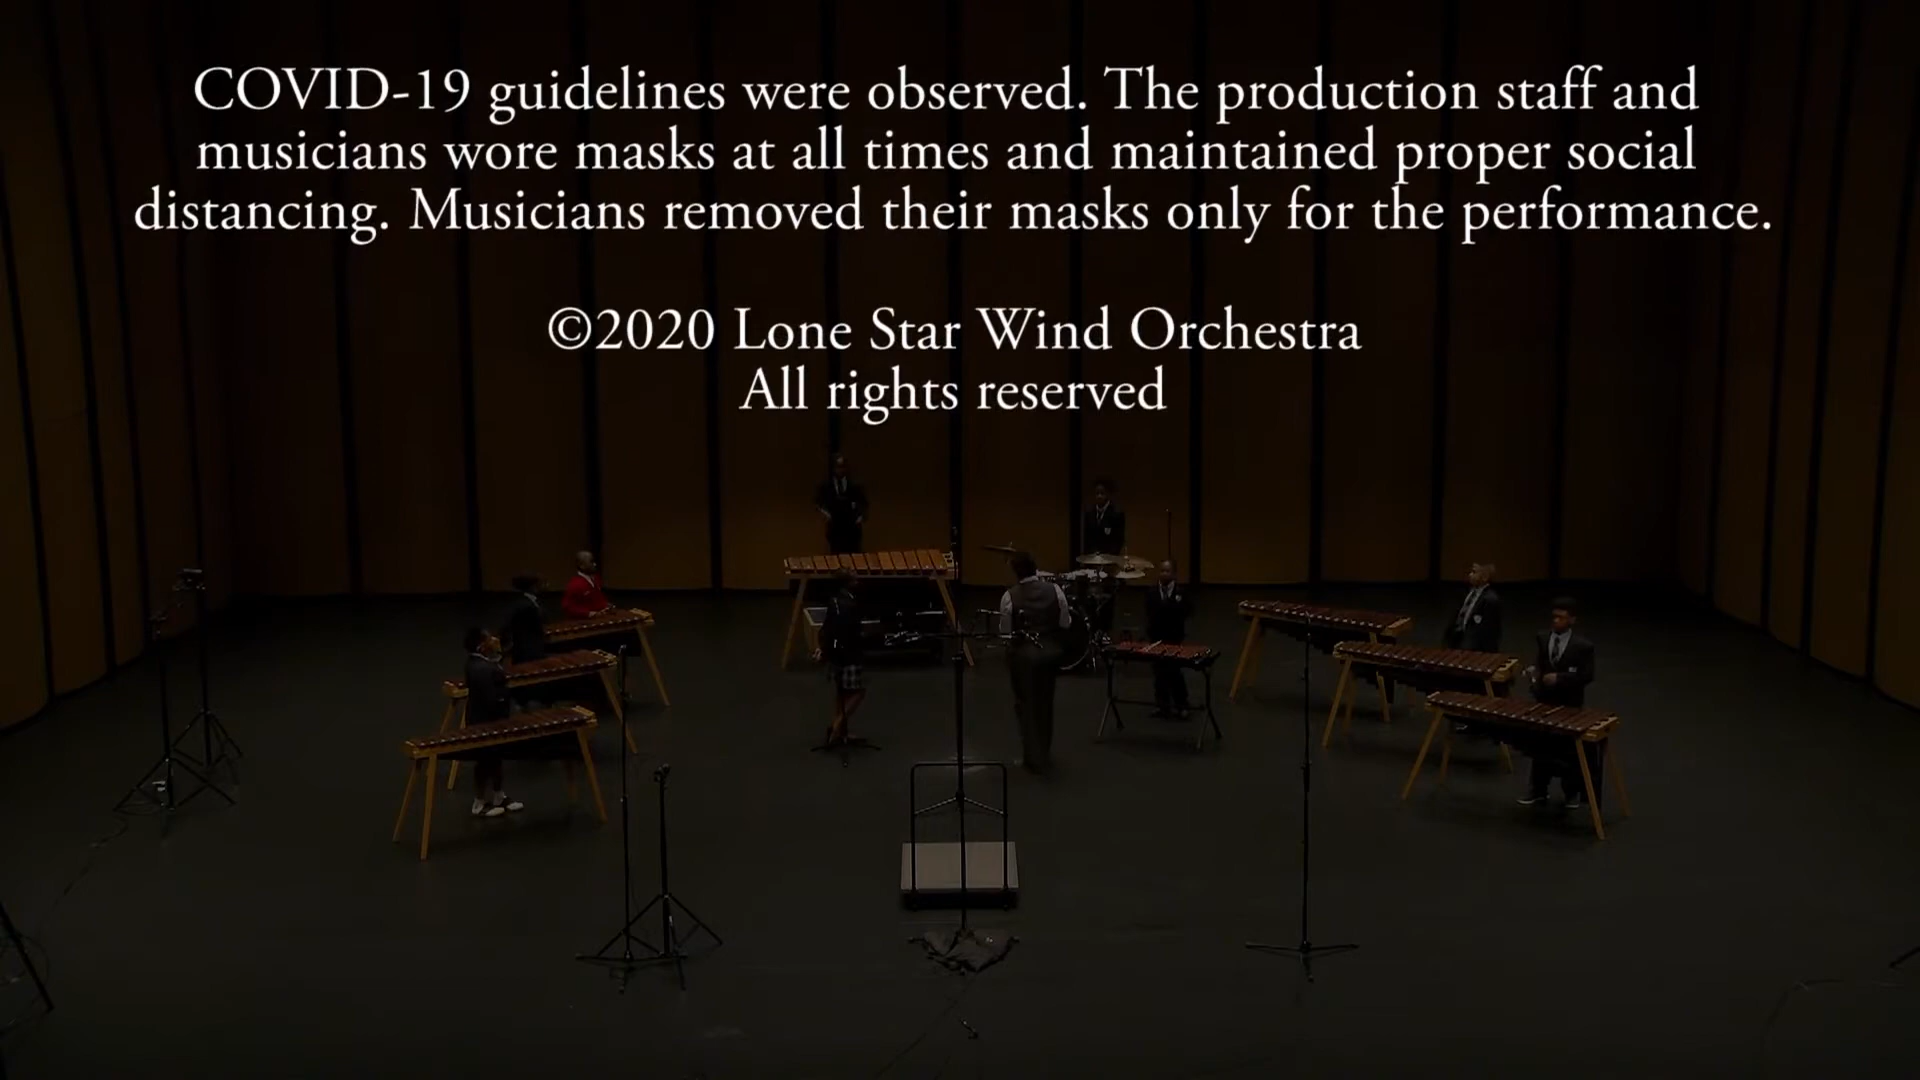 COVID-19 guidelines were observed. The production staff and
musicians wore masks at all times and maintained proper social
distancing. Musicians removed their masks only for the performance.
©2020 Lone Star Wind Orchestra
All rights reserved